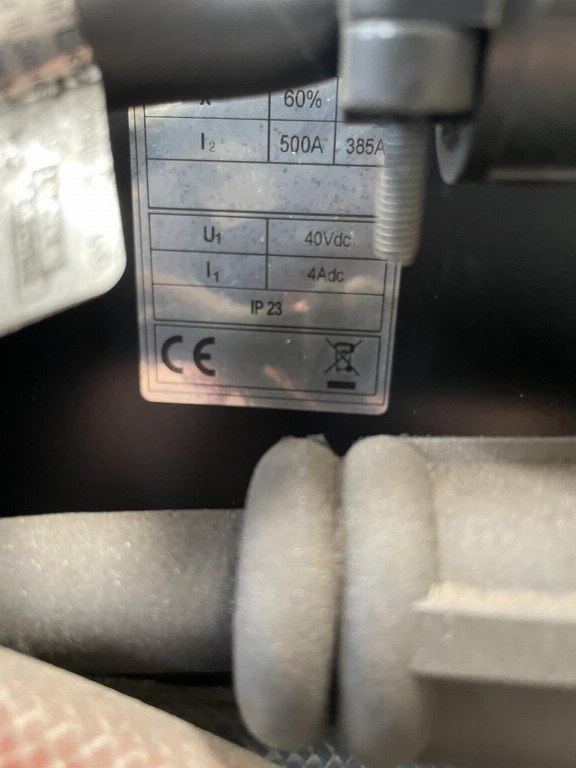 X 60%
I2 500A 385A
U1 40Vdc
I1 4Adc
IP 23
CE